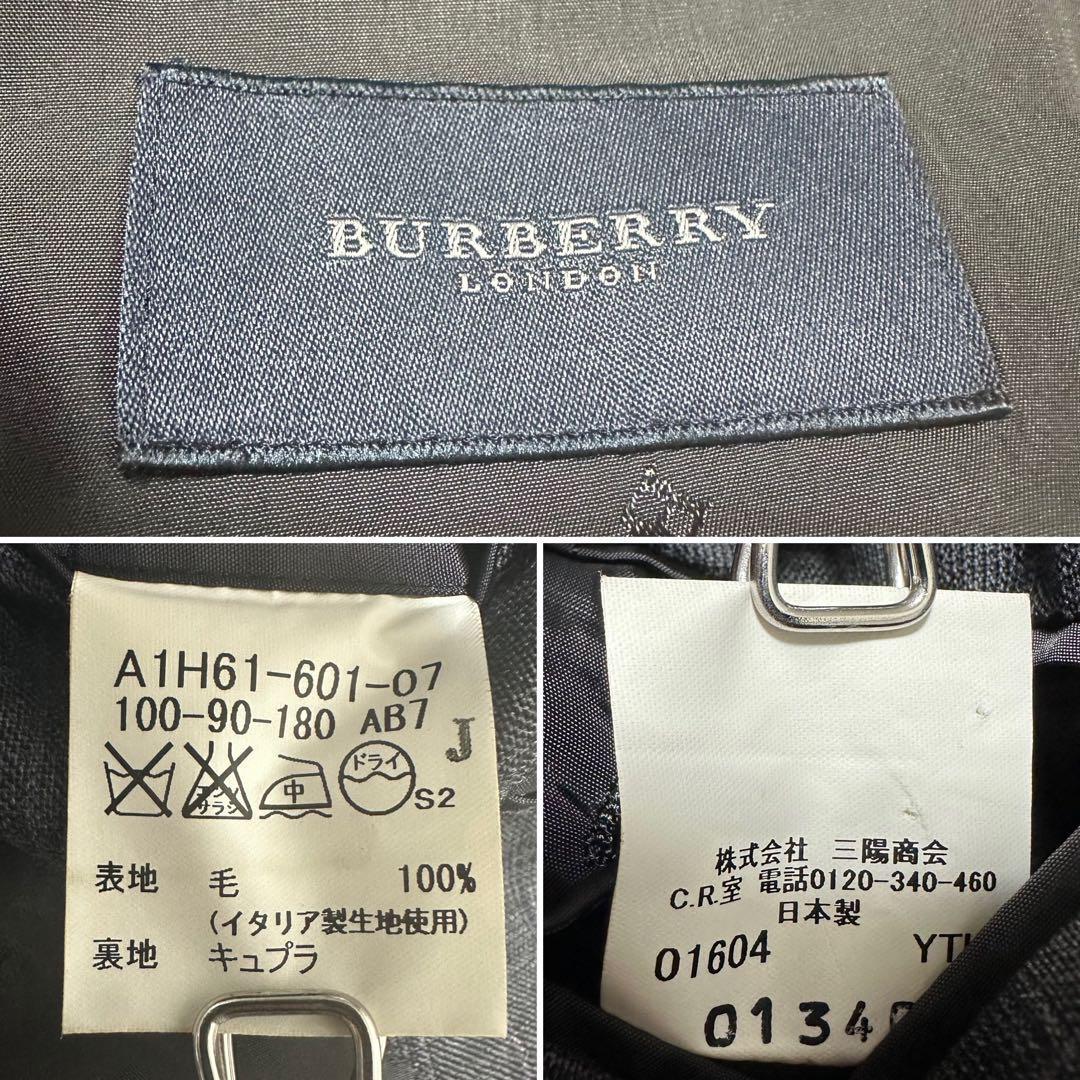 BURBERRY
LONDON
A1H61-601-07
100-90-180 AB7
J
エンソ
サラシ
中
ドライ
S2
表地 毛 100%
(イタリア製生地使用)
裏地 キュプラ
株式会社 三陽商会
C.R.室 電話0120-340-460
日本製
01604
0134